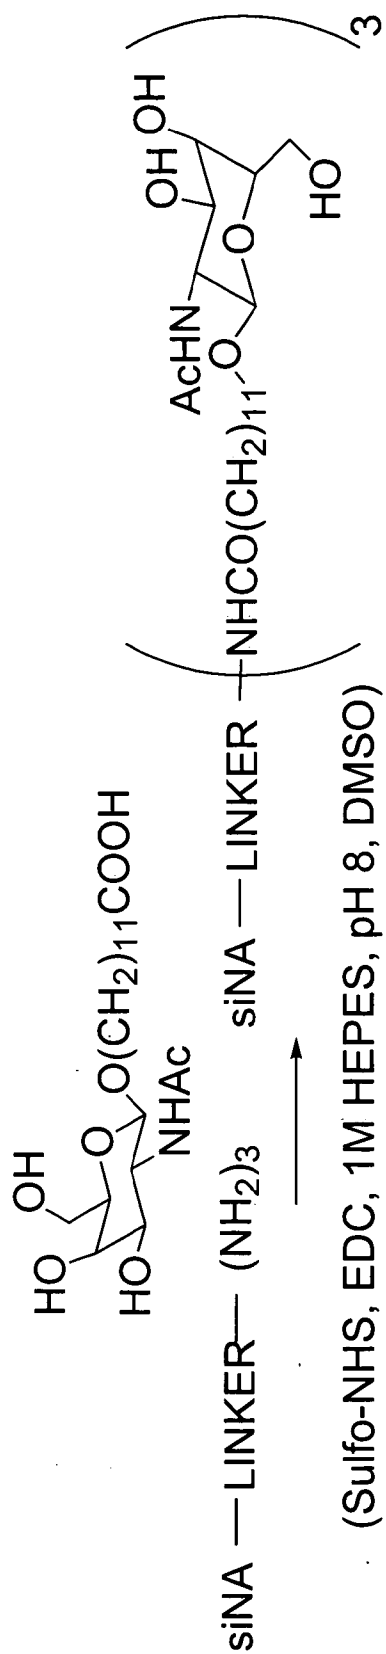 OH
HO
O
HO
O(CH2)11COOH
NHAc
siNA — LINKER — (NH2)3
siNA — LINKER — NHCO(CH2)11
O
AcHN
O
OH
OH
HO
3
(Sulfo-NHS, EDC, 1M HEPES, pH 8, DMSO)